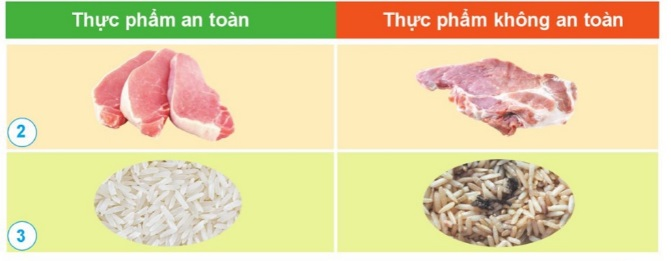 Thực phẩm an toàn
Thực phẩm không an toàn
2
3